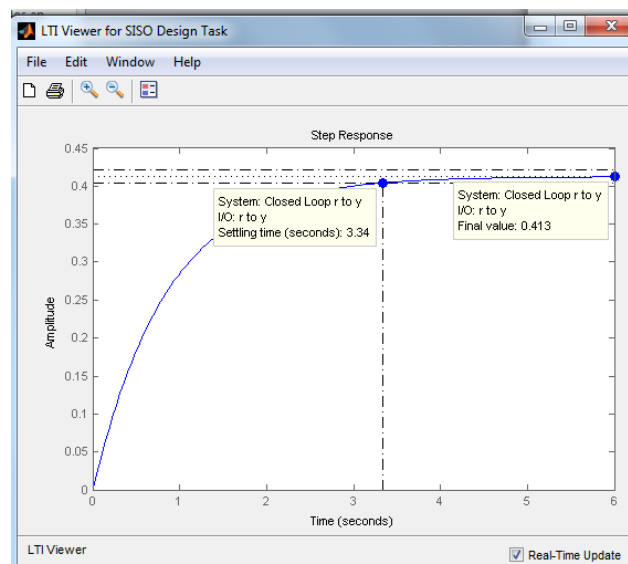 LTI Viewer for SISO Design Task
File Edit Window Help
Step Response
0.45
0.4
0.35
0.3
0.25
0.2
0.15
0.1
0.05
0
Amplitude
System: Closed Loop r to y
I/O: r to y
Settling time (seconds): 3.34
System: Closed Loop r to y
I/O: r to y
Final value: 0.413
0 1 2 3 4 5 6
Time (seconds)
LTI Viewer
Real-Time Update